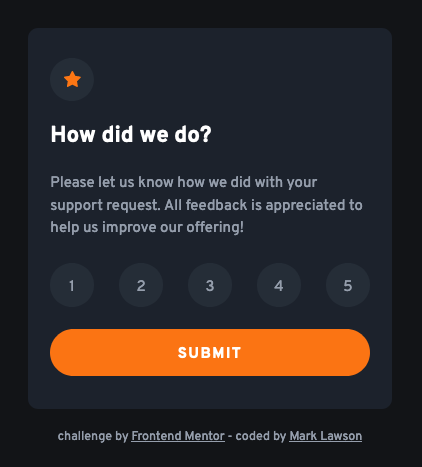 How did we do?
Please let us know how we did with your
support request. All feedback is appreciated to
help us improve our offering!
1 2 3 4 5
SUBMIT
challenge by Frontend Mentor - coded by Mark Lawson